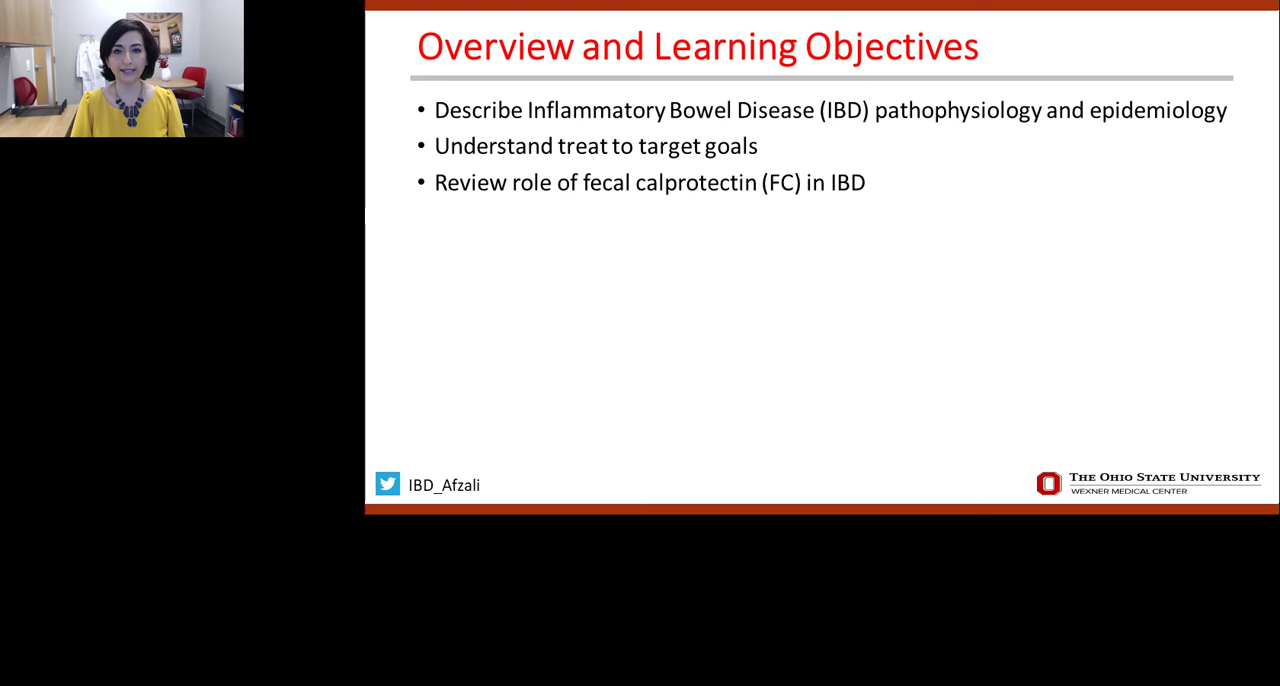 Overview and Learning Objectives
• Describe Inflammatory Bowel Disease (IBD) pathophysiology and epidemiology
• Understand treat to target goals
• Review role of fecal calprotectin (FC) in IBD
IBD_Afzali
THE OHIO STATE UNIVERSITY
WEXNER MEDICAL CENTER